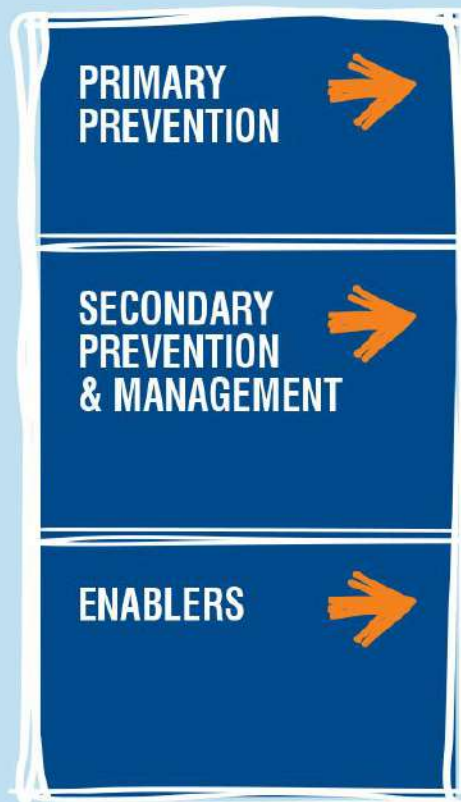 PRIMARY
PREVENTION
SECONDARY
PREVENTION
& MANAGEMENT
ENABLERS